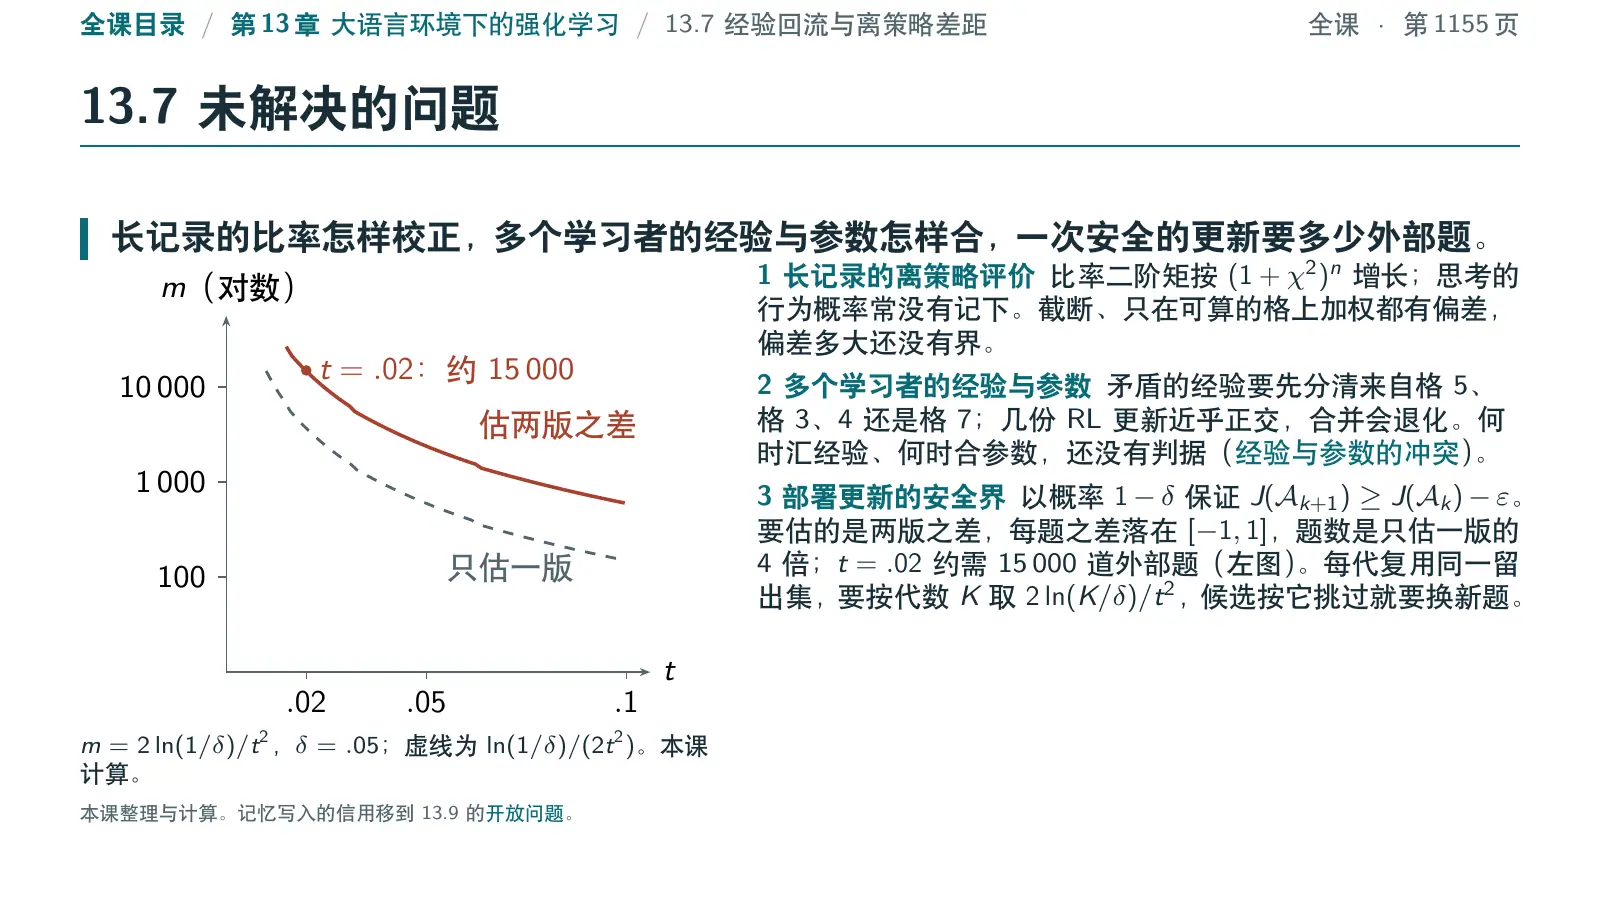 全课目录 / 第 13 章 大语言环境下的强化学习 / 13.7 经验回流与离策略差距
全课 · 第 1155 页
13.7 未解决的问题
长记录的比率怎样校正，多个学习者的经验与参数怎样合，一次安全的更新要多少外部题。
m（对数）
10 000
1 000
100
t = .02：约 15 000
估两版之差
只估一版
.02
.05
.1
t
m = 2 ln(1/δ)/t²，δ = .05；虚线为 ln(1/δ)/(2t²)。本课
计算。
1 长记录的离策略评价 比率二阶矩按 (1 + χ²)ⁿ 增长；思考的
行为概率常没有记下。截断、只在可算的格上加权都有偏差，
偏差多大还没有界。
2 多个学习者的经验与参数 矛盾的经验要先分清来自格 5、
格 3、4 还是格 7；几份 RL 更新近乎正交，合并会退化。何
时汇经验、何时合参数，还没有判据（经验与参数的冲突）。
3 部署更新的安全界 以概率 1 − δ 保证 J(𝒜ₖ₊₁) ≥ J(𝒜ₖ) − ε。
要估的是两版之差，每题之差落在 [−1, 1]，题数是只估一版的
4 倍；t = .02 约需 15 000 道外部题（左图）。每代复用同一留
出集，要按代数 K 取 2 ln(K/δ)/t²，候选按它挑过就要换新题。
本课整理与计算。记忆写入的信用移到 13.9 的开放问题。